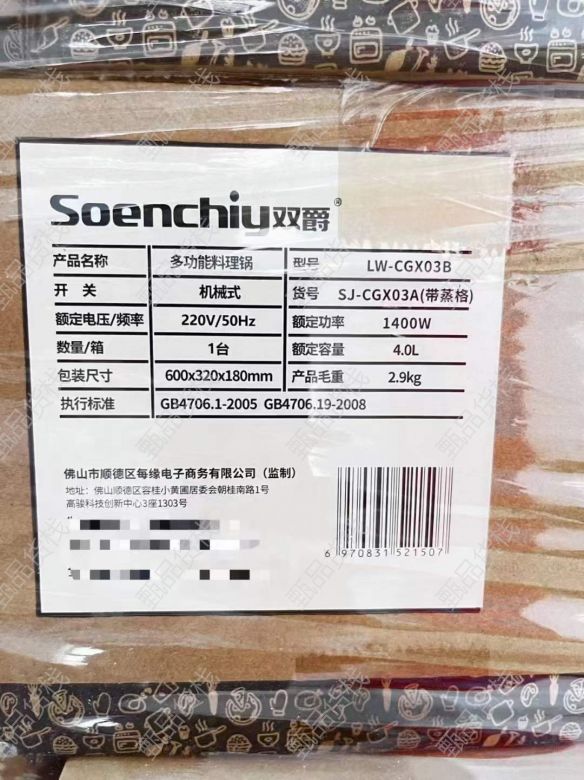 Soenchiy双爵®
产品名称 多功能料理锅 型号 LW-CGX03B
开 关 机械式 货号 SJ-CGX03A(带蒸格)
额定电压/频率 220V/50Hz 额定功率 1400W
数量/箱 1台 额定容量 4.0L
包装尺寸 600x320x180mm 产品毛重 2.9kg
执行标准 GB4706.1-2005 GB4706.19-2008
佛山市顺德区每缘电子商务有限公司（监制）
地址：佛山顺德区容桂小黄圃居委会朝桂南路1号
高骏科技创新中心3座1303号
6 970831 521507
甄品货栈